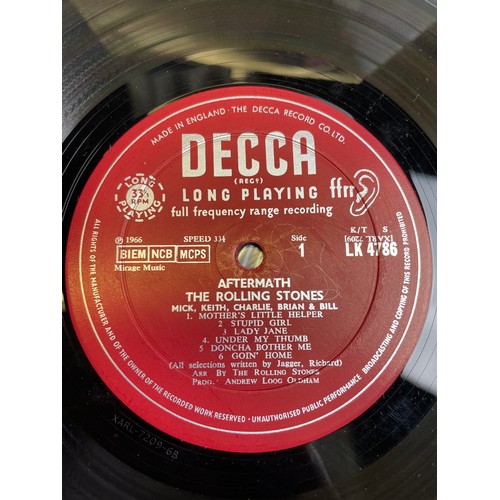 MADE IN ENGLAND · THE DECCA RECORD CO. LTD.
DECCA
(REGD)
LONG PLAYING
33⅓
RPM
LONG PLAYING ffrr
full frequency range recording
℗ 1966 SPEED 33⅓ Side K/T S
BIEM NCB MCPS 1 [XARL 7209]
Mirage Music LK 4786
AFTERMATH
THE ROLLING STONES
MICK, KEITH, CHARLIE, BRIAN & BILL
1. MOTHER'S LITTLE HELPER
2. STUPID GIRL
3. LADY JANE
4. UNDER MY THUMB
5. DONCHA BOTHER ME
6 GOIN' HOME
(All selections written by Jagger, Richard)
Arr By THE ROLLING STONES
Prod. ANDREW LOOG OLDHAM
ALL RIGHTS OF THE MANUFACTURER AND OF THE OWNER OF THE RECORDED WORK RESERVED · UNAUTHORISED PUBLIC PERFORMANCE BROADCASTING AND COPYING OF THIS RECORD PROHIBITED
XARL-7209-6B